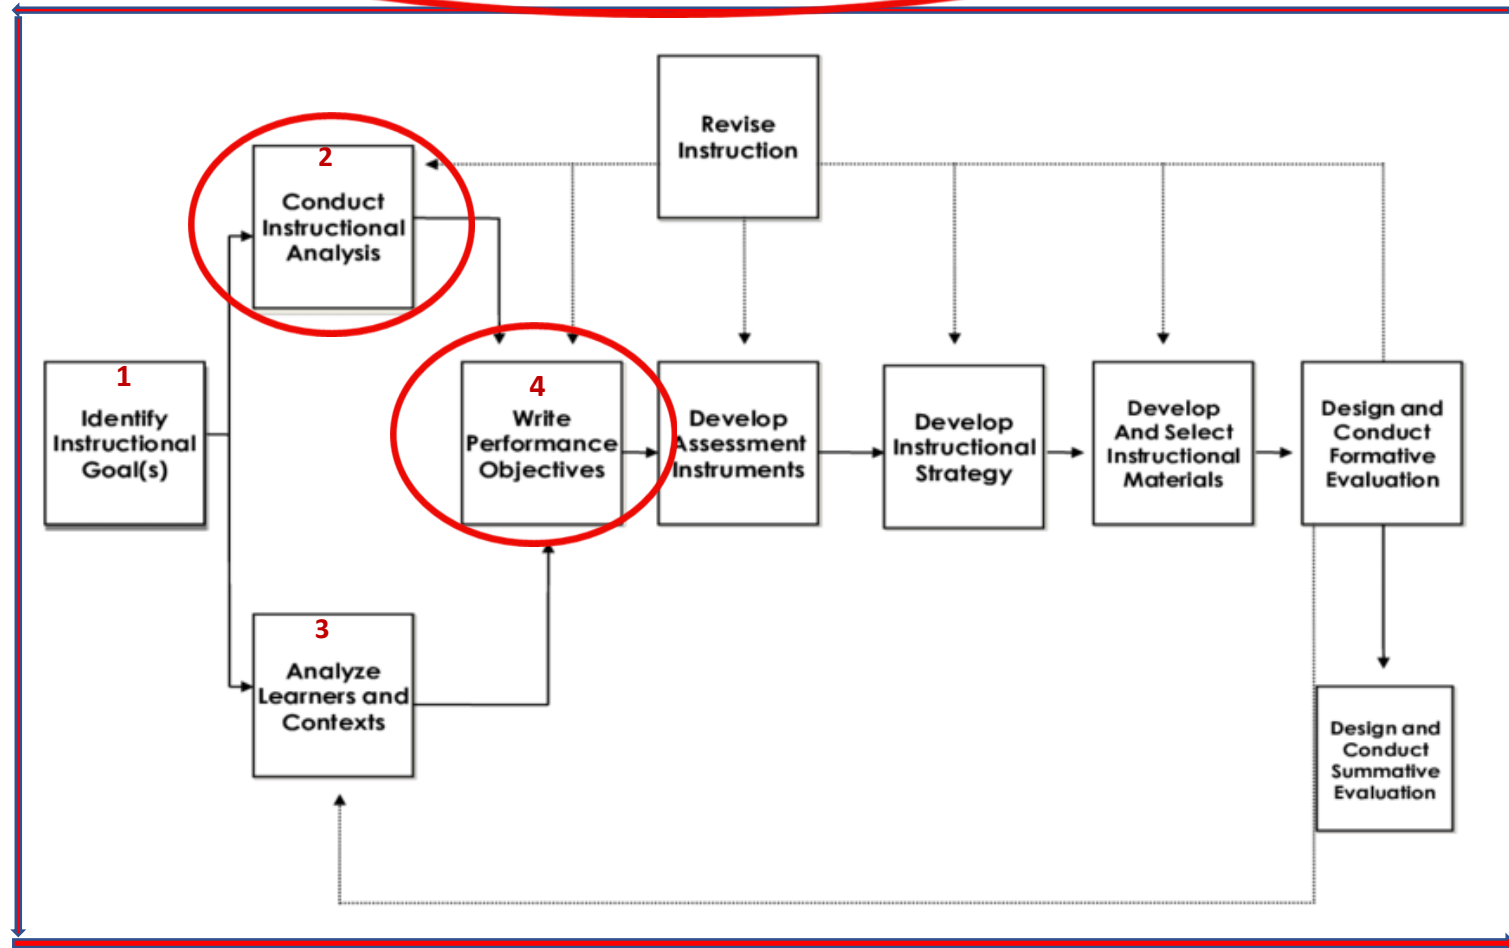 Revise
Instruction
2
Conduct
Instructional
Analysis
1
Identify
Instructional
Goal(s)
4
Write
Performance
Objectives
Develop
Assessment
Instruments
Develop
Instructional
Strategy
Develop
And Select
Instructional
Materials
Design and
Conduct
Formative
Evaluation
3
Analyze
Learners and
Contexts
Design and
Conduct
Summative
Evaluation